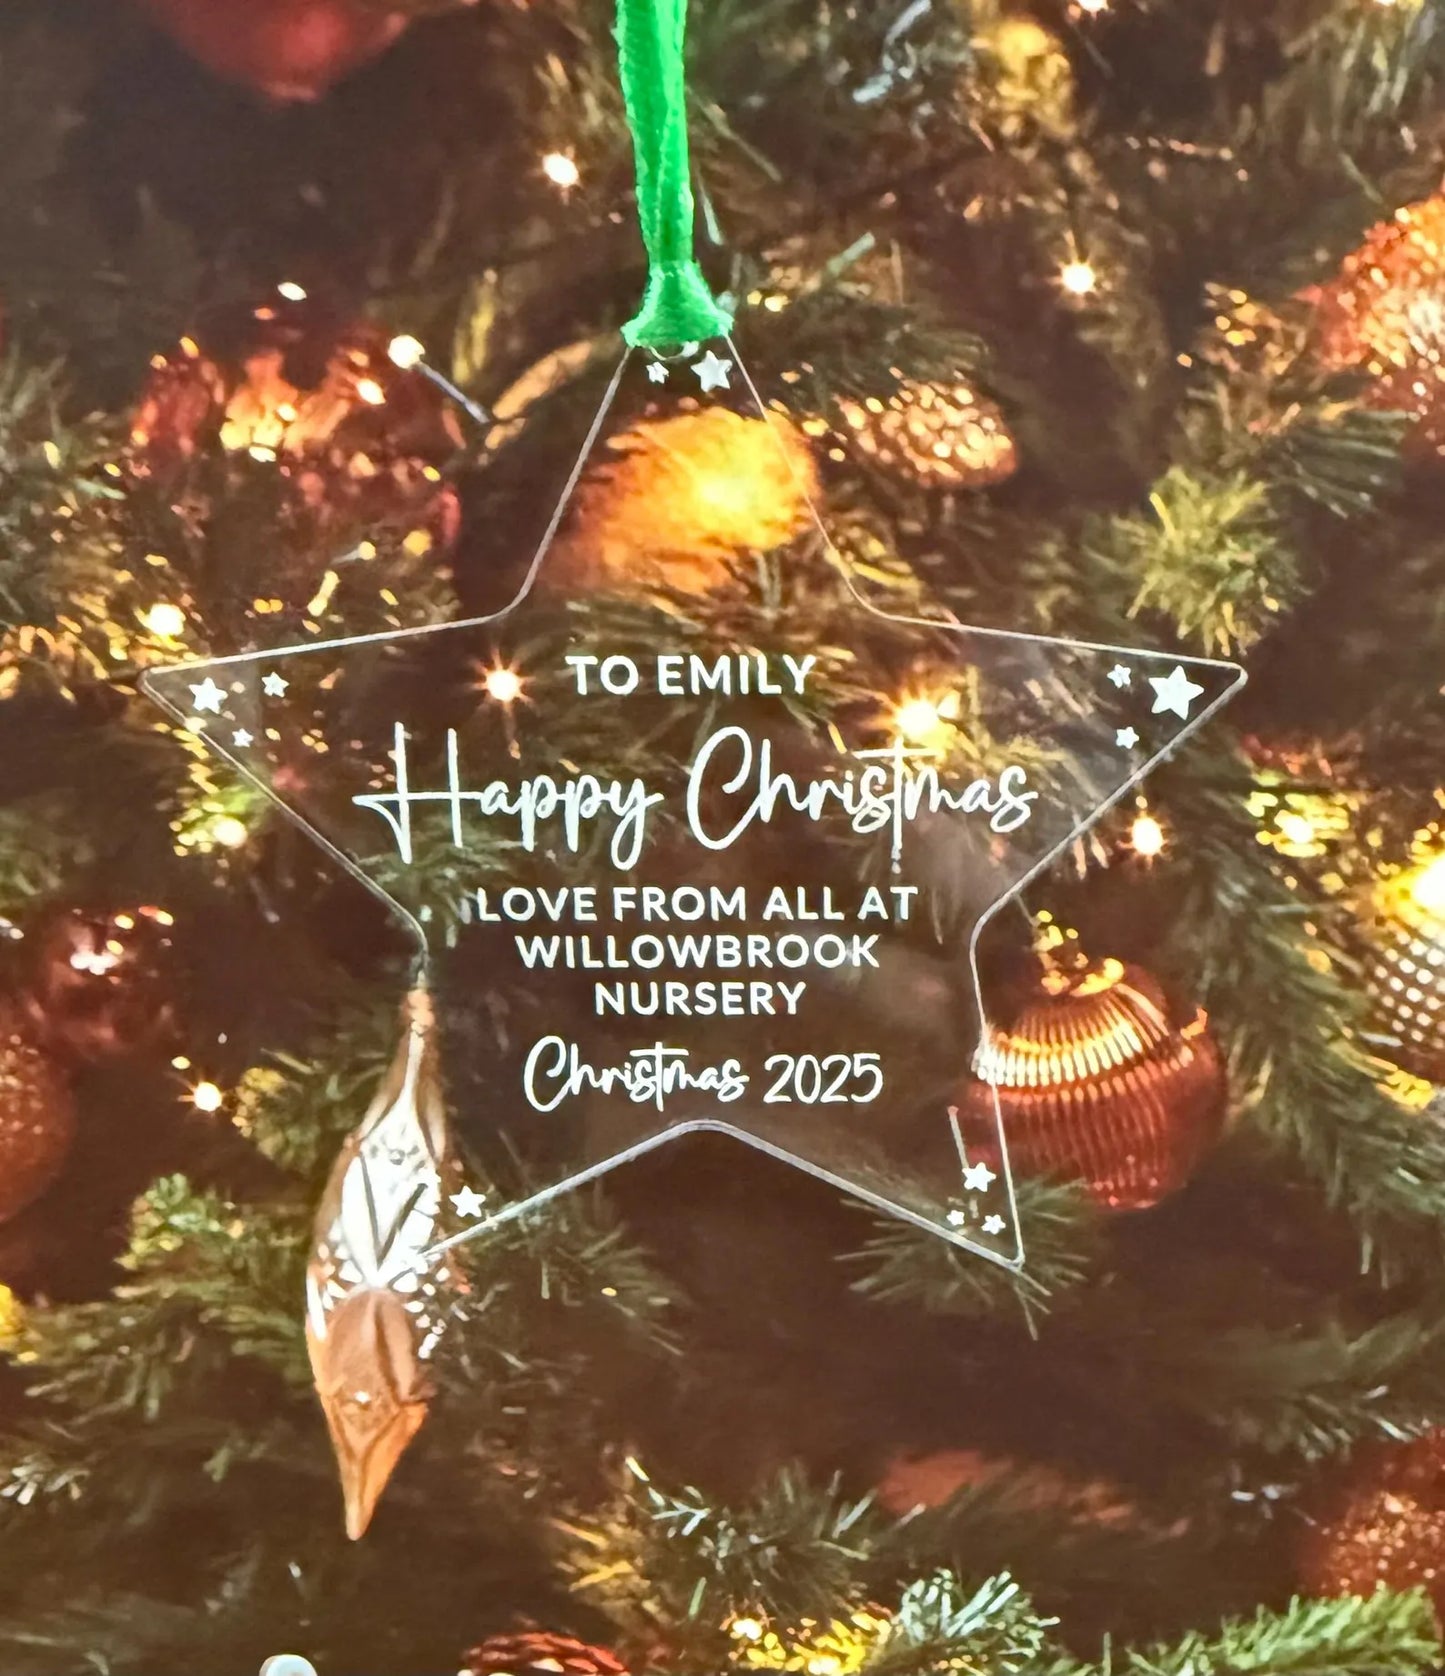 TO EMILY
Happy Christmas
LOVE FROM ALL AT
WILLOWBROOK
NURSERY
Christmas 2025